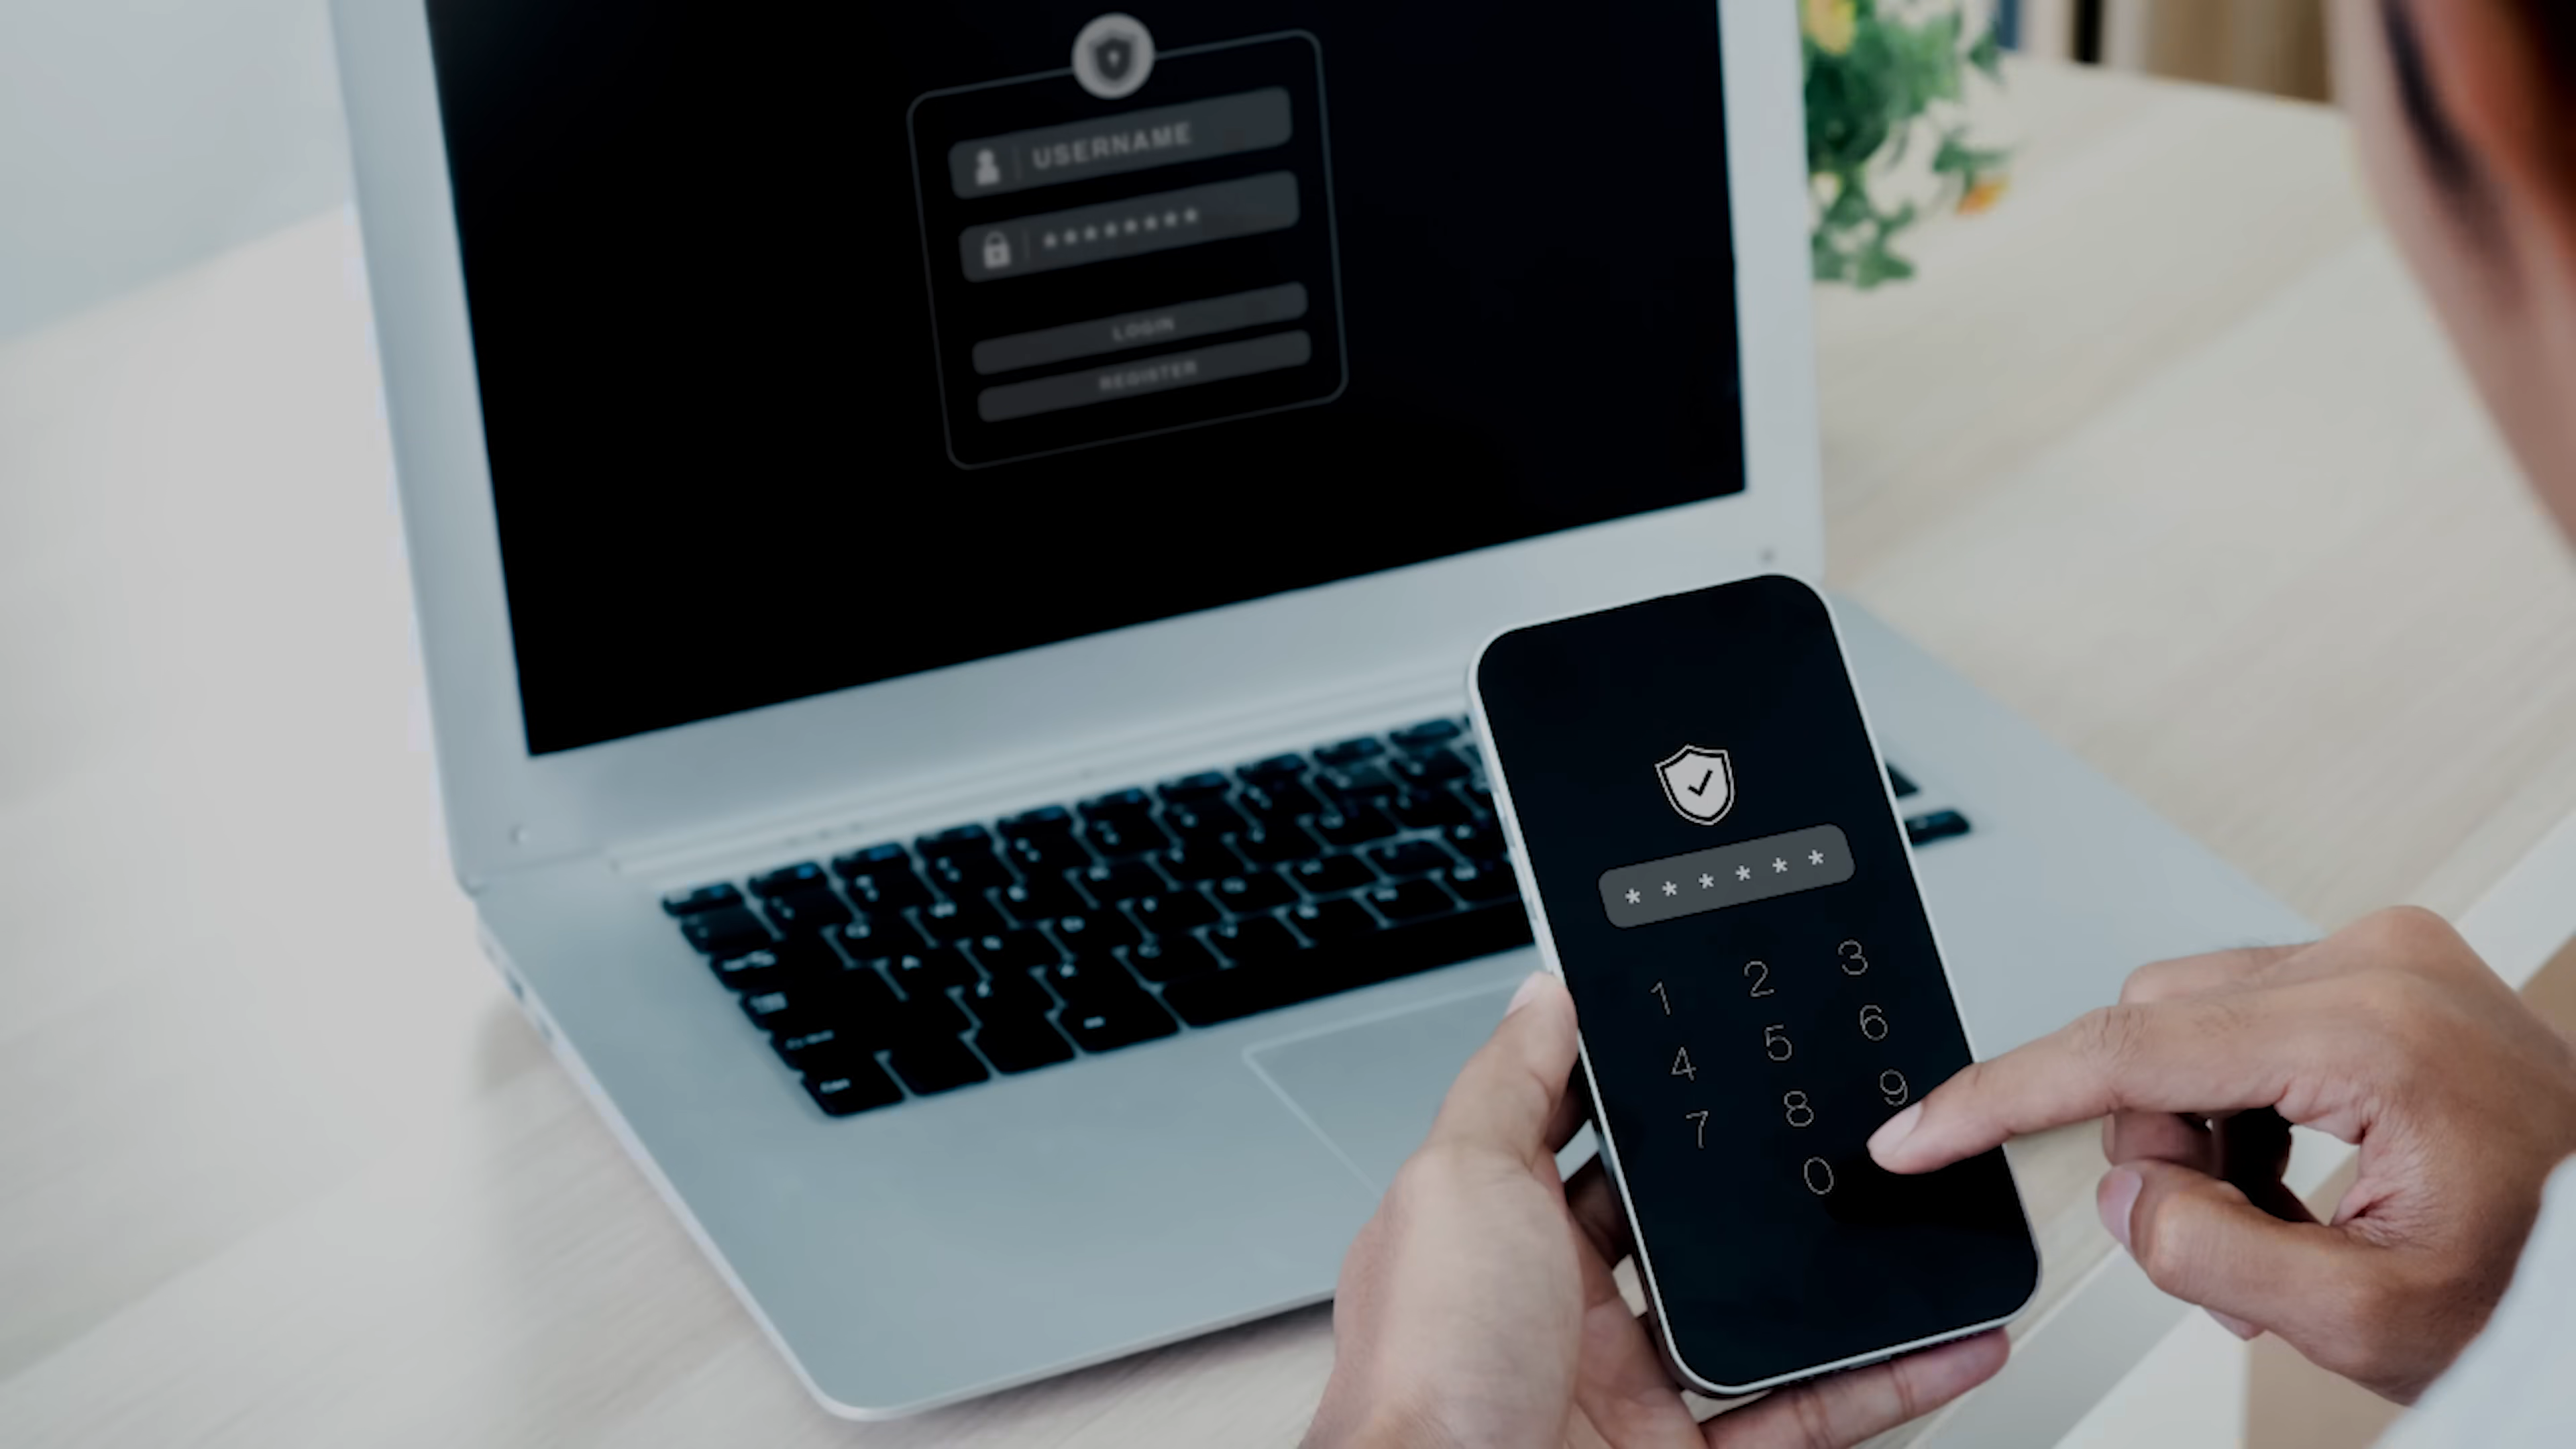 USERNAME
********
LOGIN
REGISTER
* * * * * *
1 2 3
4 5 6
7 8 9
0